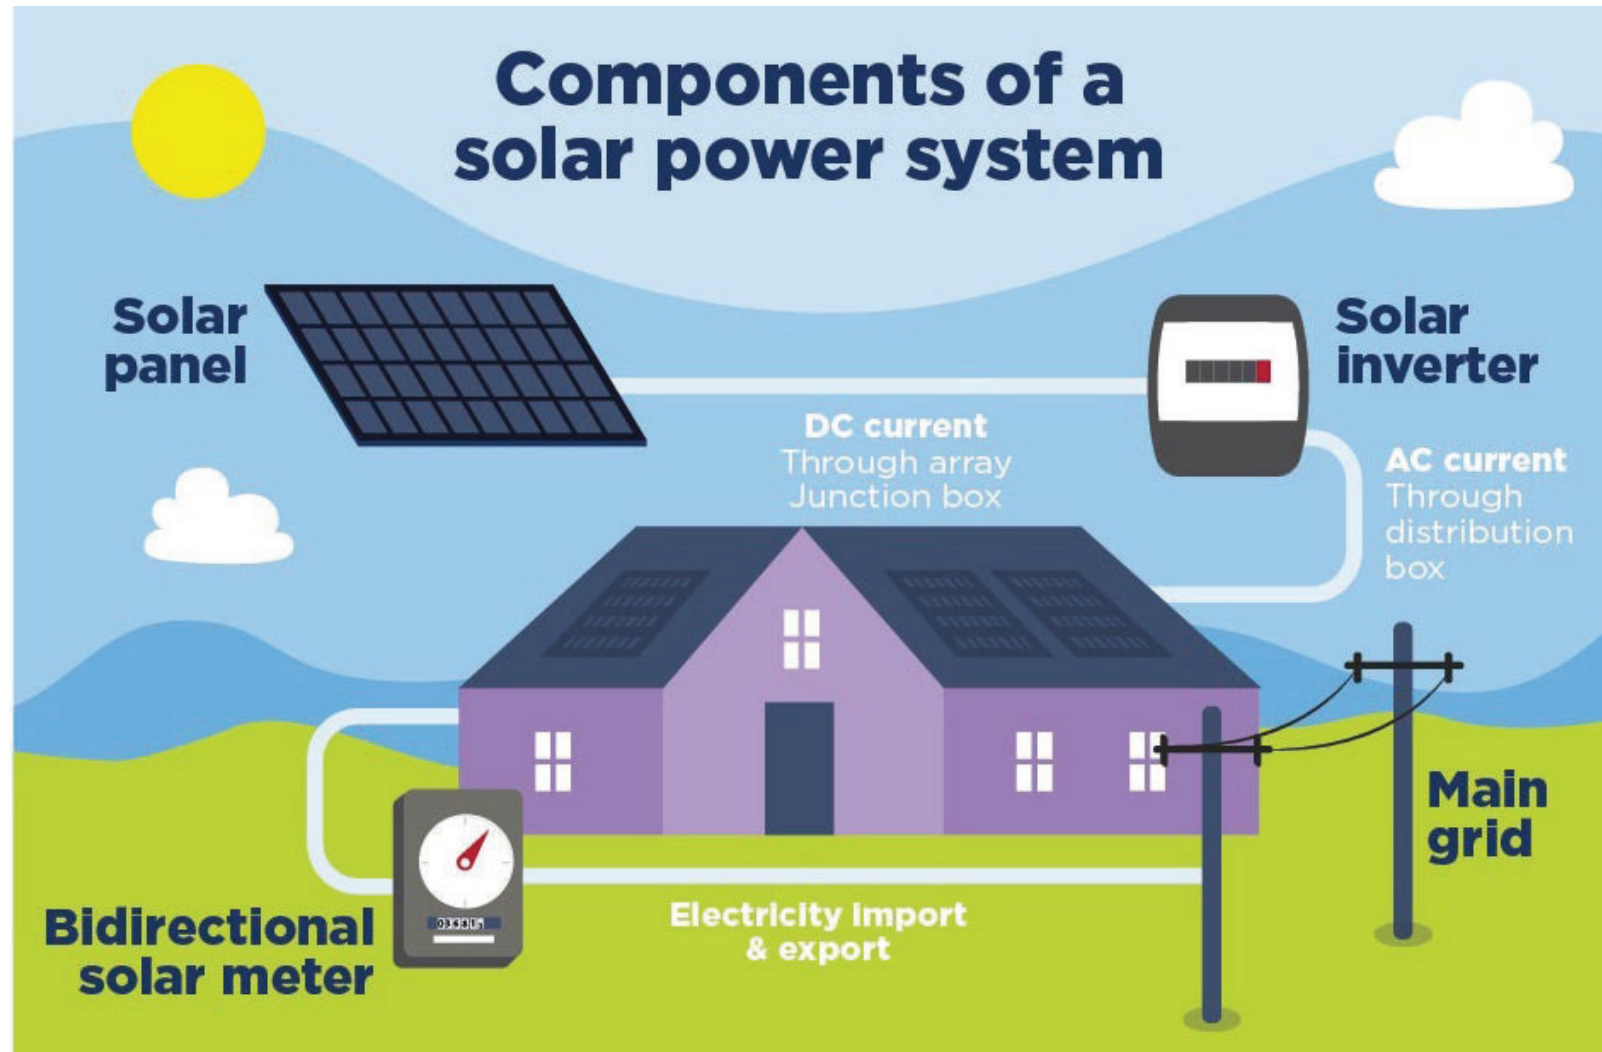 Components of a
solar power system
Solar
panel
Solar
inverter
DC current
Through array
Junction box
AC current
Through
distribution
box
Main
grid
Electricity import
& export
Bidirectional
solar meter